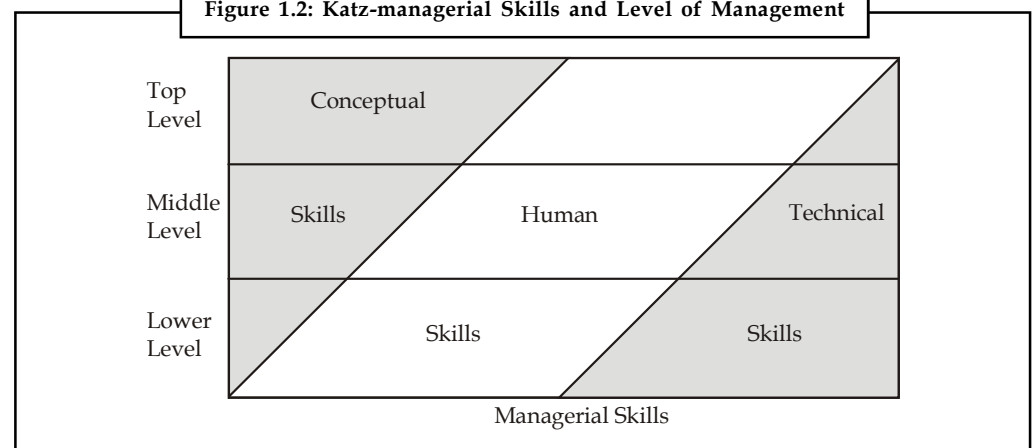 Figure 1.2: Katz-managerial Skills and Level of Management
Top
Level
Conceptual
Middle
Level
Skills
Human
Technical
Lower
Level
Skills
Skills
Managerial Skills